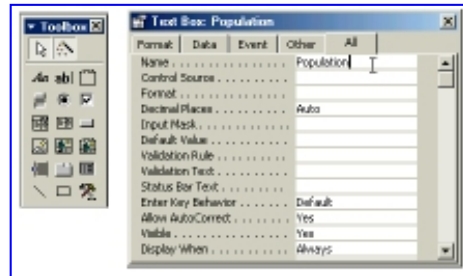 Toolbox
Text Box: Population
Format Data Event Other All
Aa ab|
Name . . . . . . . . . . . . . . . . Population
Control Source . . . . . . . . . .
Format . . . . . . . . . . . . . . .
Decimal Places . . . . . . . . . . Auto
Input Mask . . . . . . . . . . . . .
Default Value . . . . . . . . . . .
Validation Rule . . . . . . . . . .
Validation Text . . . . . . . . . .
Status Bar Text . . . . . . . . .
Enter Key Behavior . . . . . . . Default
Allow AutoCorrect . . . . . . . . Yes
Visible . . . . . . . . . . . . . . . . Yes
Display When . . . . . . . . . . . Always